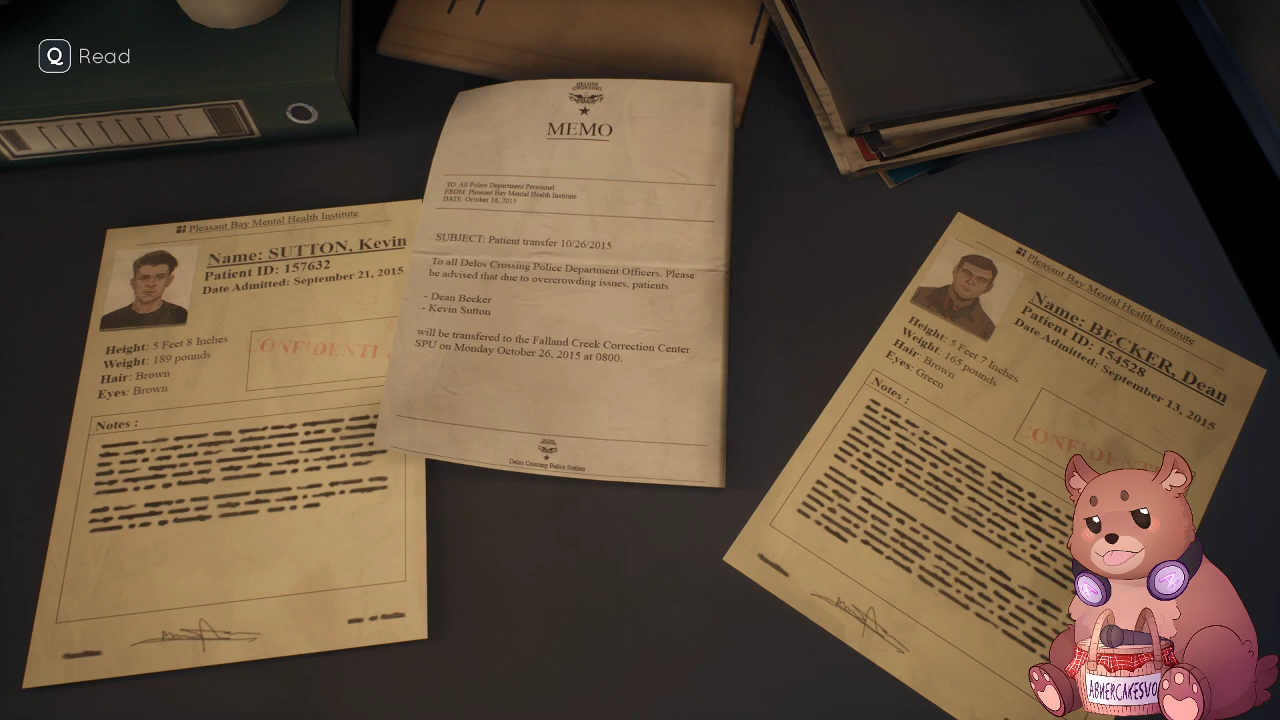 Q Read
DELOSS
CROSSING
MEMO
TO: All Police Department Personnel
FROM: Pleasant Bay Mental Health Institute
DATE: October 16, 2015
SUBJECT: Patient transfer 10/26/2015
To all Delos Crossing Police Department Officers. Please
be advised that due to overcrowding issues, patients
- Dean Becker
- Kevin Sutton
will be transfered to the Falland Creek Correction Center
SPU on Monday October 26, 2015 at 0800.
Delos Crossing Police Station
Pleasant Bay Mental Health Institute
Name: SUTTON, Kevin
Patient ID: 157632
Date Admitted: September 21, 2015
Height: 5 Feet 8 Inches
Weight: 189 pounds
Hair: Brown
Eyes: Brown
CONFIDENTI
Notes :
Pleasant Bay Mental Health Institute
Name: BECKER, Dean
Patient ID: 154528
Date Admitted: September 13, 2015
Height: 5 Feet 7 Inches
Weight: 165 pounds
Hair: Brown
Eyes: Green
CONFIDENTI
Notes :
ABNERCAKESVO